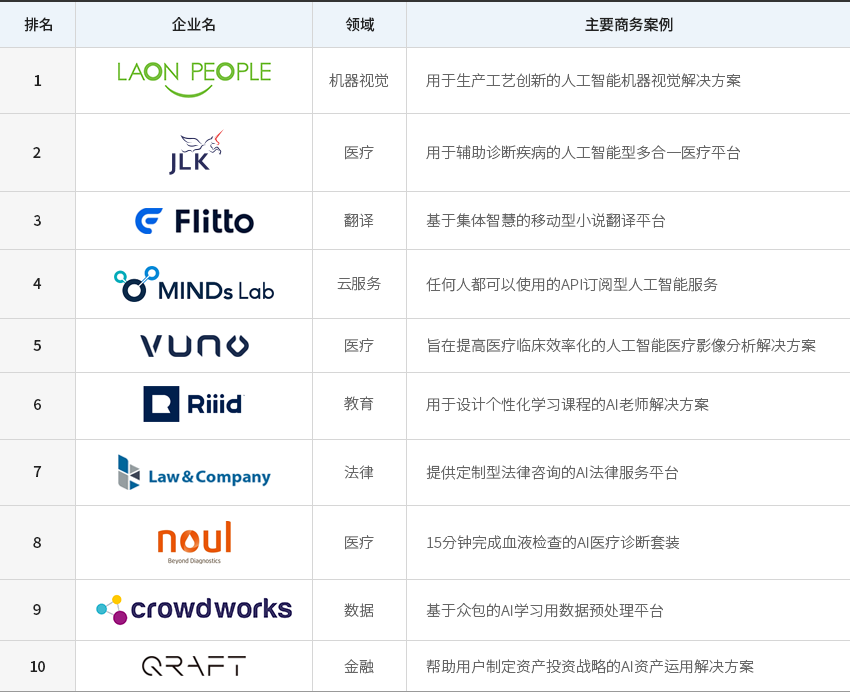 排名 企业名 领域 主要商务案例
1 LAON PEOPLE 机器视觉 用于生产工艺创新的人工智能机器视觉解决方案
2 JLK 医疗 用于辅助诊断疾病的人工智能型多合一医疗平台
3 Flitto 翻译 基于集体智慧的移动型小说翻译平台
4 MINDs Lab 云服务 任何人都可以使用的API订阅型人工智能服务
5 VUNO 医疗 旨在提高医疗临床效率化的人工智能医疗影像分析解决方案
6 Riiid 教育 用于设计个性化学习课程的AI老师解决方案
7 Law&Company 法律 提供定制型法律咨询的AI法律服务平台
8 noul 医疗 15分钟完成血液检查的AI医疗诊断套装
Beyond Diagnostics
9 crowdworks 数据 基于众包的AI学习用数据预处理平台
10 QRAFT 金融 帮助用户制定资产投资战略的AI资产运用解决方案